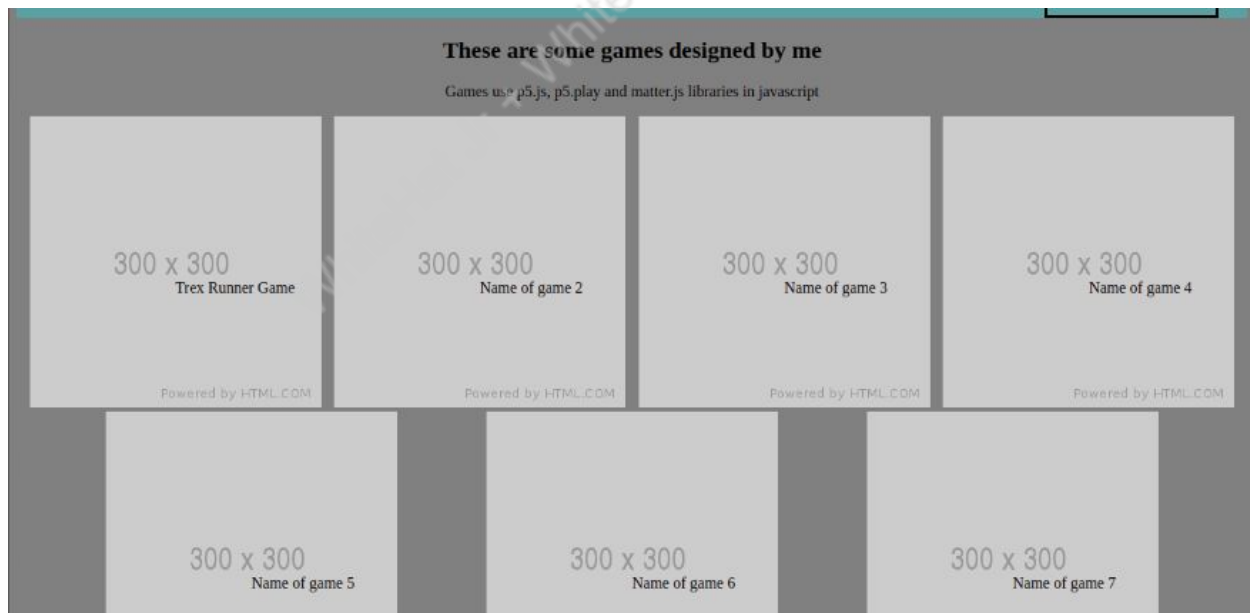 These are some games designed by me
Games use p5.js, p5.play and matter.js libraries in javascript
300 x 300 300 x 300 300 x 300 300 x 300
Trex Runner Game Name of game 2 Name of game 3 Name of game 4
Powered by HTML.COM Powered by HTML.COM Powered by HTML.COM Powered by HTML.COM
300 x 300 300 x 300 300 x 300
Name of game 5 Name of game 6 Name of game 7